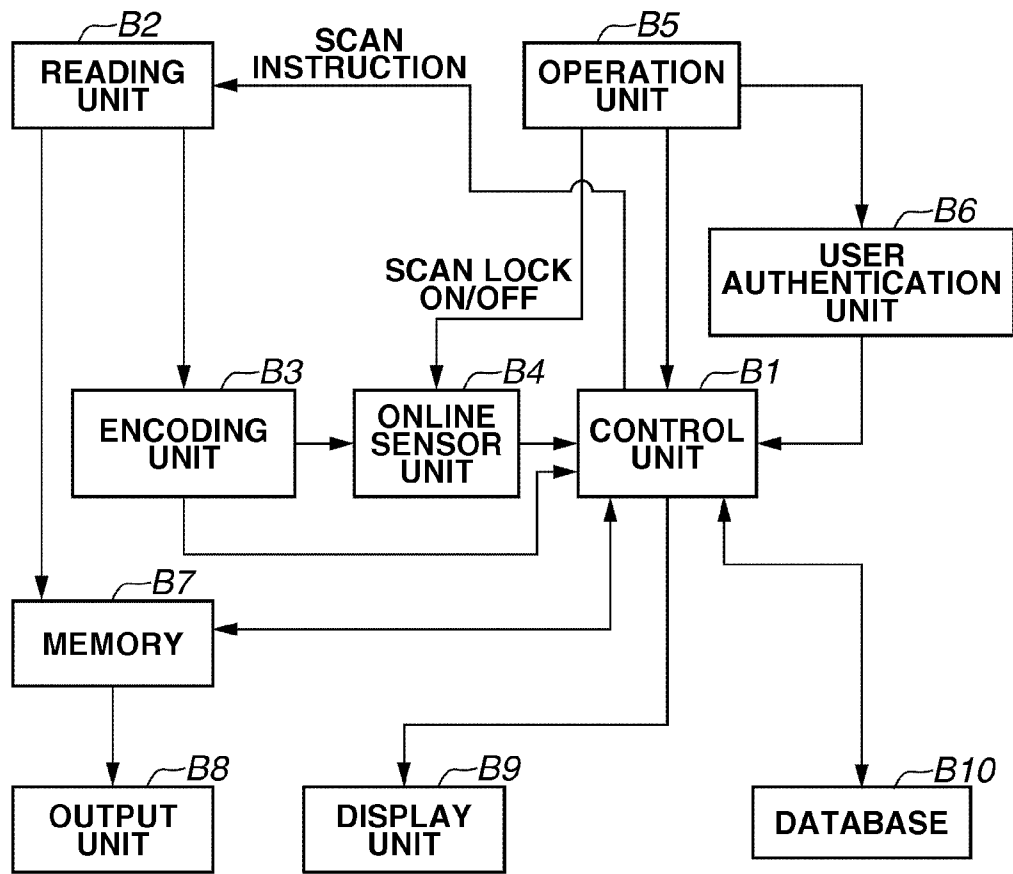 B2
READING
UNIT
SCAN
INSTRUCTION
B5
OPERATION
UNIT
B6
USER
AUTHENTICATION
UNIT
SCAN LOCK
ON/OFF
B3
ENCODING
UNIT
B4
ONLINE
SENSOR
UNIT
B1
CONTROL
UNIT
B7
MEMORY
B8
OUTPUT
UNIT
B9
DISPLAY
UNIT
B10
DATABASE